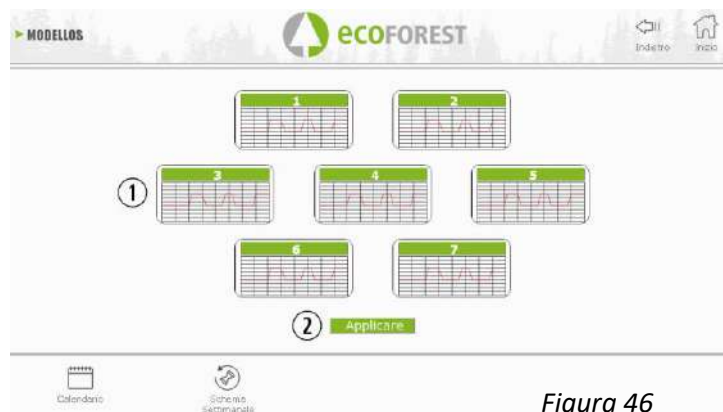 MODELLOS
ecoFOREST
Indietro
Inizio
1
2
1
3
4
5
6
7
2
Applicare
Calendario
Schema
Settimanale
Figura 46